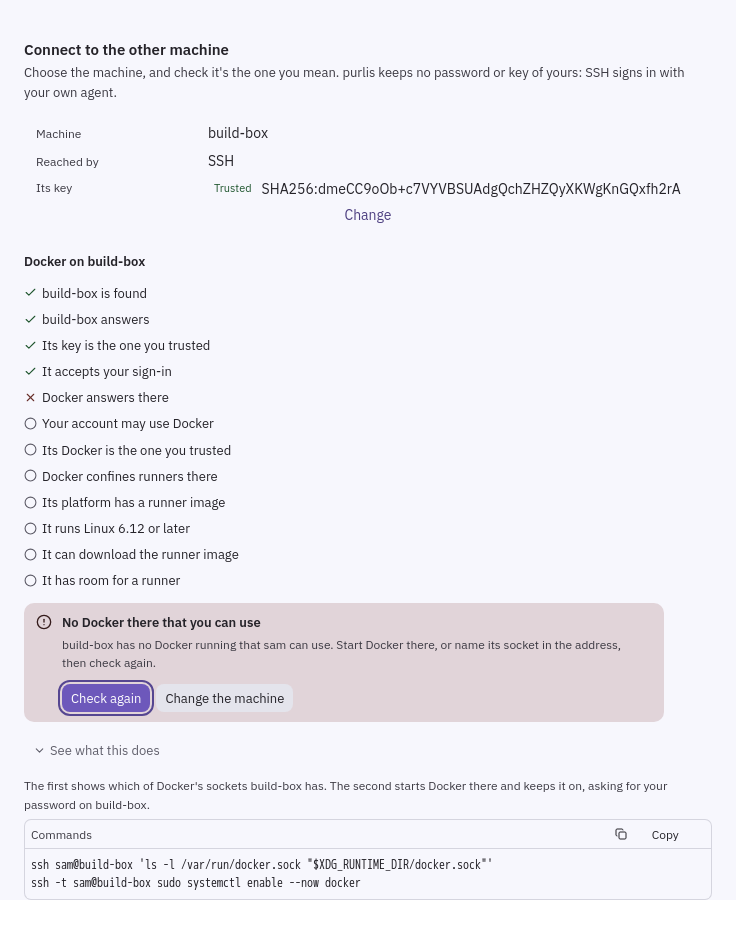 Connect to the other machine
Choose the machine, and check it's the one you mean. purlis keeps no password or key of yours: SSH signs in with
your own agent.
Machine build-box
Reached by SSH
Its key Trusted SHA256:dmeCC9oOb+c7VYVBSUAdgQchZHZQyXKWgKnGQxfh2rA
Change
Docker on build-box
build-box is found
build-box answers
Its key is the one you trusted
It accepts your sign-in
Docker answers there
Your account may use Docker
Its Docker is the one you trusted
Docker confines runners there
Its platform has a runner image
It runs Linux 6.12 or later
It can download the runner image
It has room for a runner
No Docker there that you can use
build-box has no Docker running that sam can use. Start Docker there, or name its socket in the address,
then check again.
Check again Change the machine
See what this does
The first shows which of Docker's sockets build-box has. The second starts Docker there and keeps it on, asking for your
password on build-box.
Commands Copy
ssh sam@build-box 'ls -l /var/run/docker.sock "$XDG_RUNTIME_DIR/docker.sock"'
ssh -t sam@build-box sudo systemctl enable --now docker